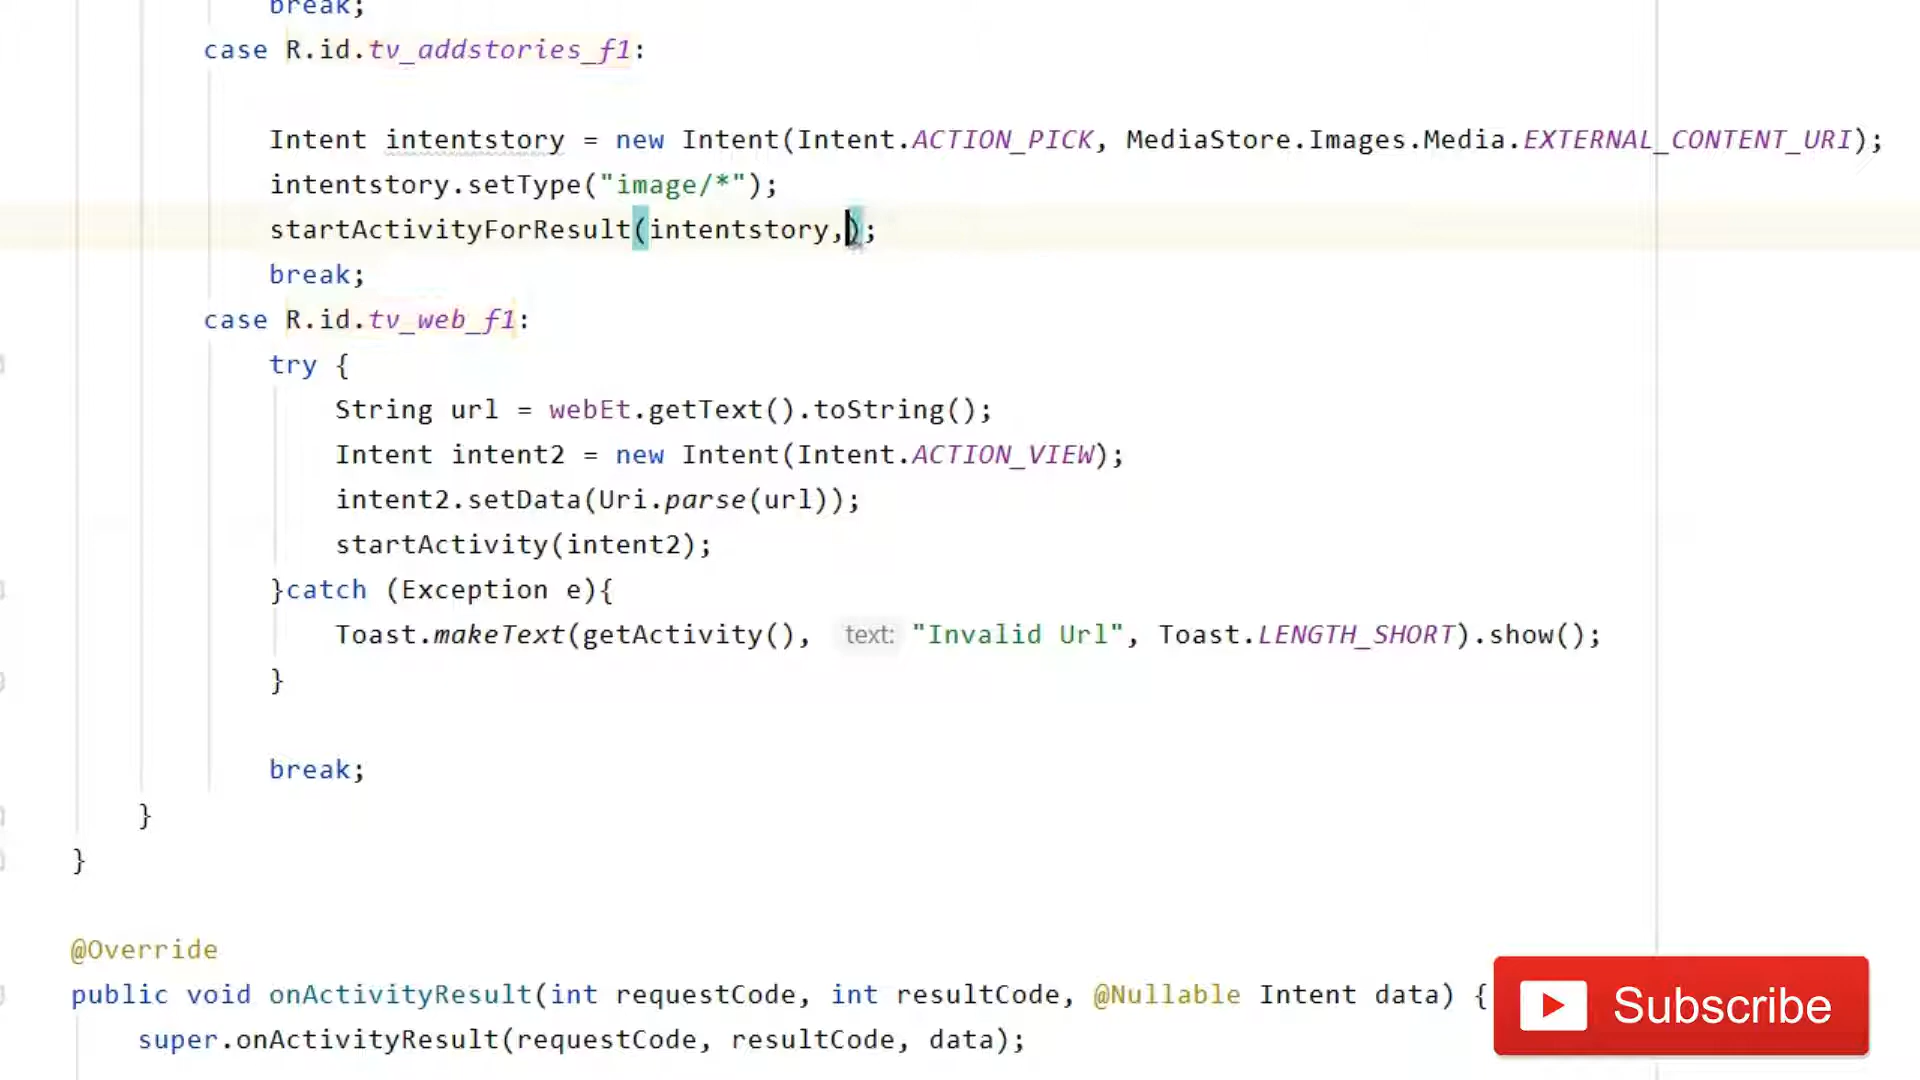 break;
case R.id.tv_addstories_f1:
Intent intentstory = new Intent(Intent.ACTION_PICK, MediaStore.Images.Media.EXTERNAL_CONTENT_URI);
intentstory.setType("image/*");
startActivityForResult(intentstory,);
break;
case R.id.tv_web_f1:
try {
String url = webEt.getText().toString();
Intent intent2 = new Intent(Intent.ACTION_VIEW);
intent2.setData(Uri.parse(url));
startActivity(intent2);
}catch (Exception e){
Toast.makeText(getActivity(), text: "Invalid Url", Toast.LENGTH_SHORT).show();
}
break;
}
}
@Override
public void onActivityResult(int requestCode, int resultCode, @Nullable Intent data) {
super.onActivityResult(requestCode, resultCode, data);
Subscribe